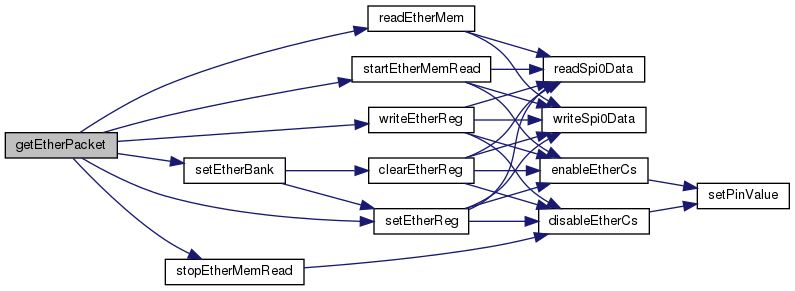 readEtherMem
startEtherMemRead
readSpi0Data
writeEtherReg
writeSpi0Data
getEtherPacket
setEtherBank
clearEtherReg
enableEtherCs
setPinValue
setEtherReg
disableEtherCs
stopEtherMemRead